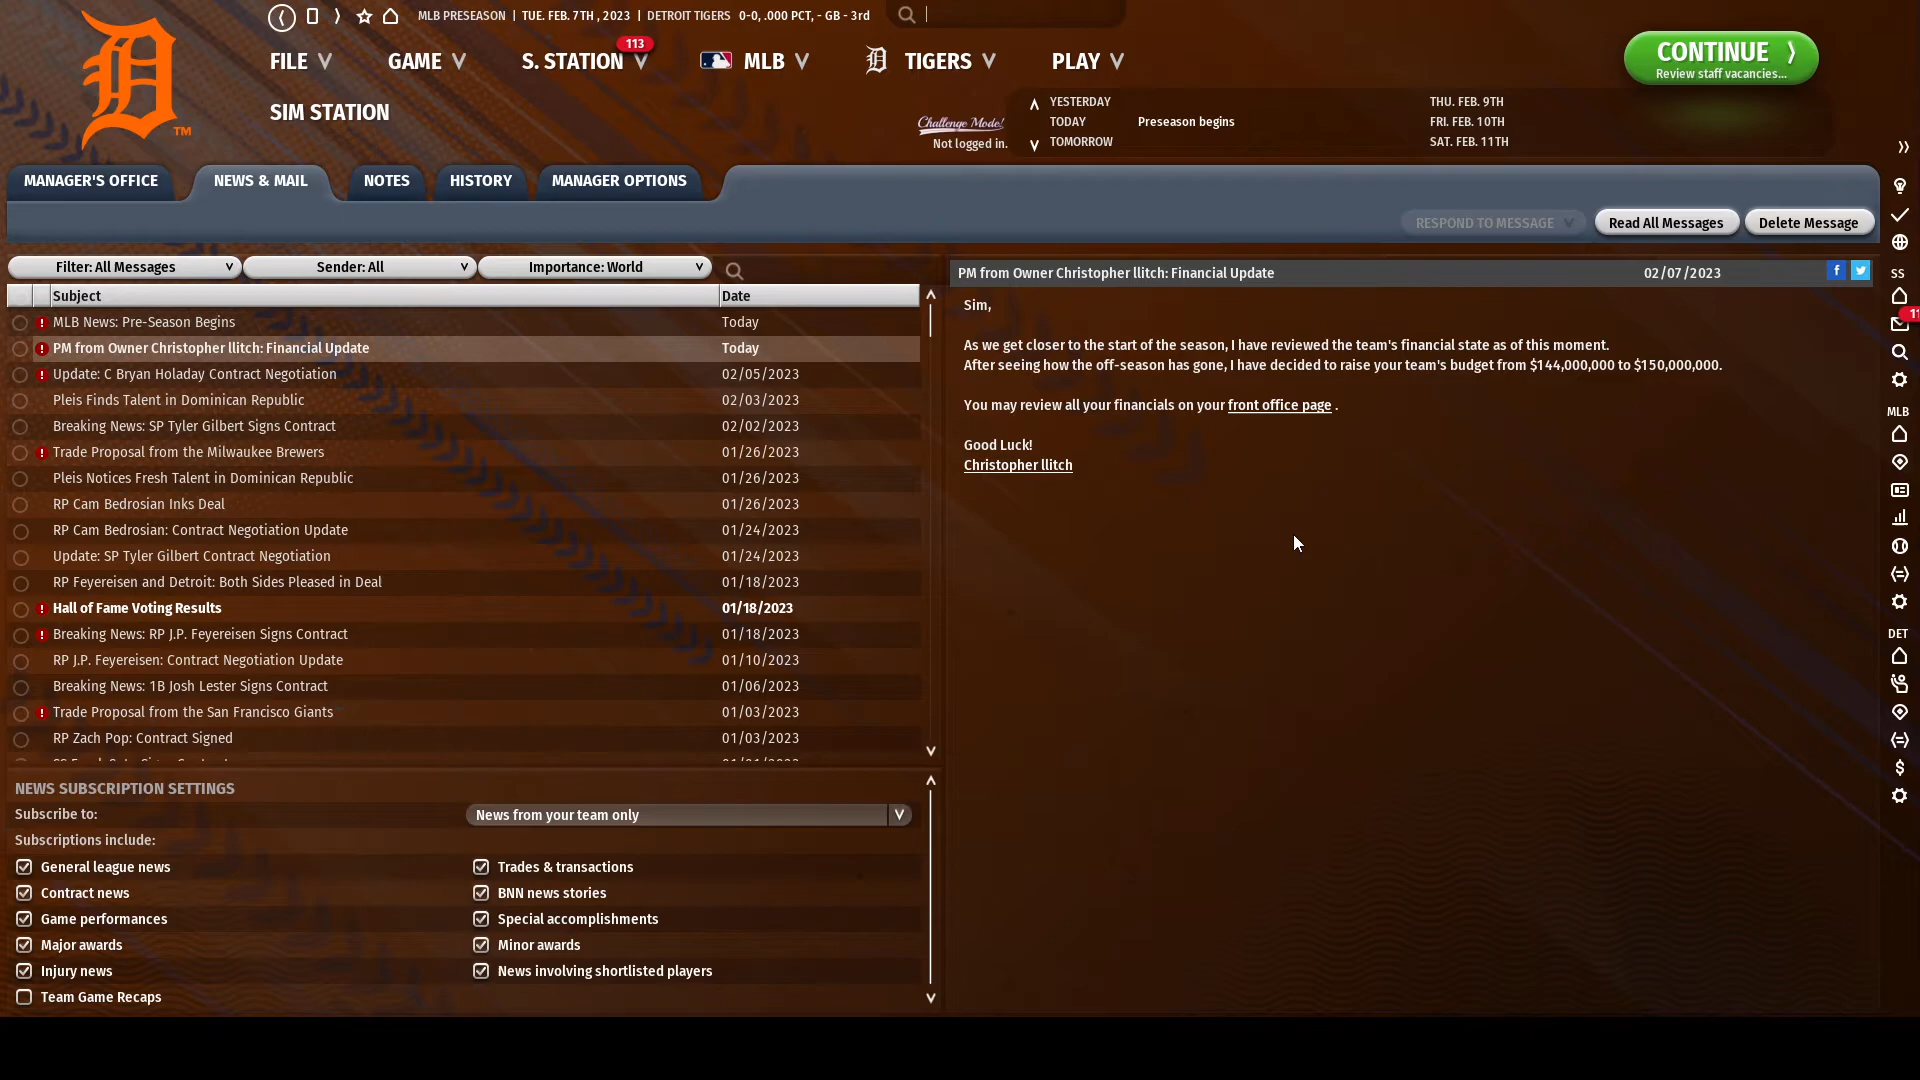 MLB PRESEASON | TUE. FEB. 7TH , 2023 | DETROIT TIGERS 0-0, .000 PCT, - GB - 3rd
113
FILE GAME S. STATION MLB TIGERS PLAY
CONTINUE
Review staff vacancies...
SIM STATION
Challenge Mode!
Not logged in.
YESTERDAY
TODAY Preseason begins
TOMORROW
THU. FEB. 9TH
FRI. FEB. 10TH
SAT. FEB. 11TH
TM
MANAGER'S OFFICE NEWS & MAIL NOTES HISTORY MANAGER OPTIONS
RESPOND TO MESSAGE Read All Messages Delete Message
Filter: All Messages Sender: All Importance: World
Subject Date
MLB News: Pre-Season Begins Today
PM from Owner Christopher llitch: Financial Update Today
Update: C Bryan Holaday Contract Negotiation 02/05/2023
Pleis Finds Talent in Dominican Republic 02/03/2023
Breaking News: SP Tyler Gilbert Signs Contract 02/02/2023
Trade Proposal from the Milwaukee Brewers 01/26/2023
Pleis Notices Fresh Talent in Dominican Republic 01/26/2023
RP Cam Bedrosian Inks Deal 01/26/2023
RP Cam Bedrosian: Contract Negotiation Update 01/24/2023
Update: SP Tyler Gilbert Contract Negotiation 01/24/2023
RP Feyereisen and Detroit: Both Sides Pleased in Deal 01/18/2023
Hall of Fame Voting Results 01/18/2023
Breaking News: RP J.P. Feyereisen Signs Contract 01/18/2023
RP J.P. Feyereisen: Contract Negotiation Update 01/10/2023
Breaking News: 1B Josh Lester Signs Contract 01/06/2023
Trade Proposal from the San Francisco Giants 01/03/2023
RP Zach Pop: Contract Signed 01/03/2023
PM from Owner Christopher llitch: Financial Update 02/07/2023
Sim,
As we get closer to the start of the season, I have reviewed the team's financial state as of this moment.
After seeing how the off-season has gone, I have decided to raise your team's budget from $144,000,000 to $150,000,000.
You may review all your financials on your front office page .
Good Luck!
Christopher llitch
NEWS SUBSCRIPTION SETTINGS
Subscribe to: News from your team only
Subscriptions include:
General league news Trades & transactions
Contract news BNN news stories
Game performances Special accomplishments
Major awards Minor awards
Injury news News involving shortlisted players
Team Game Recaps
SS
MLB
DET